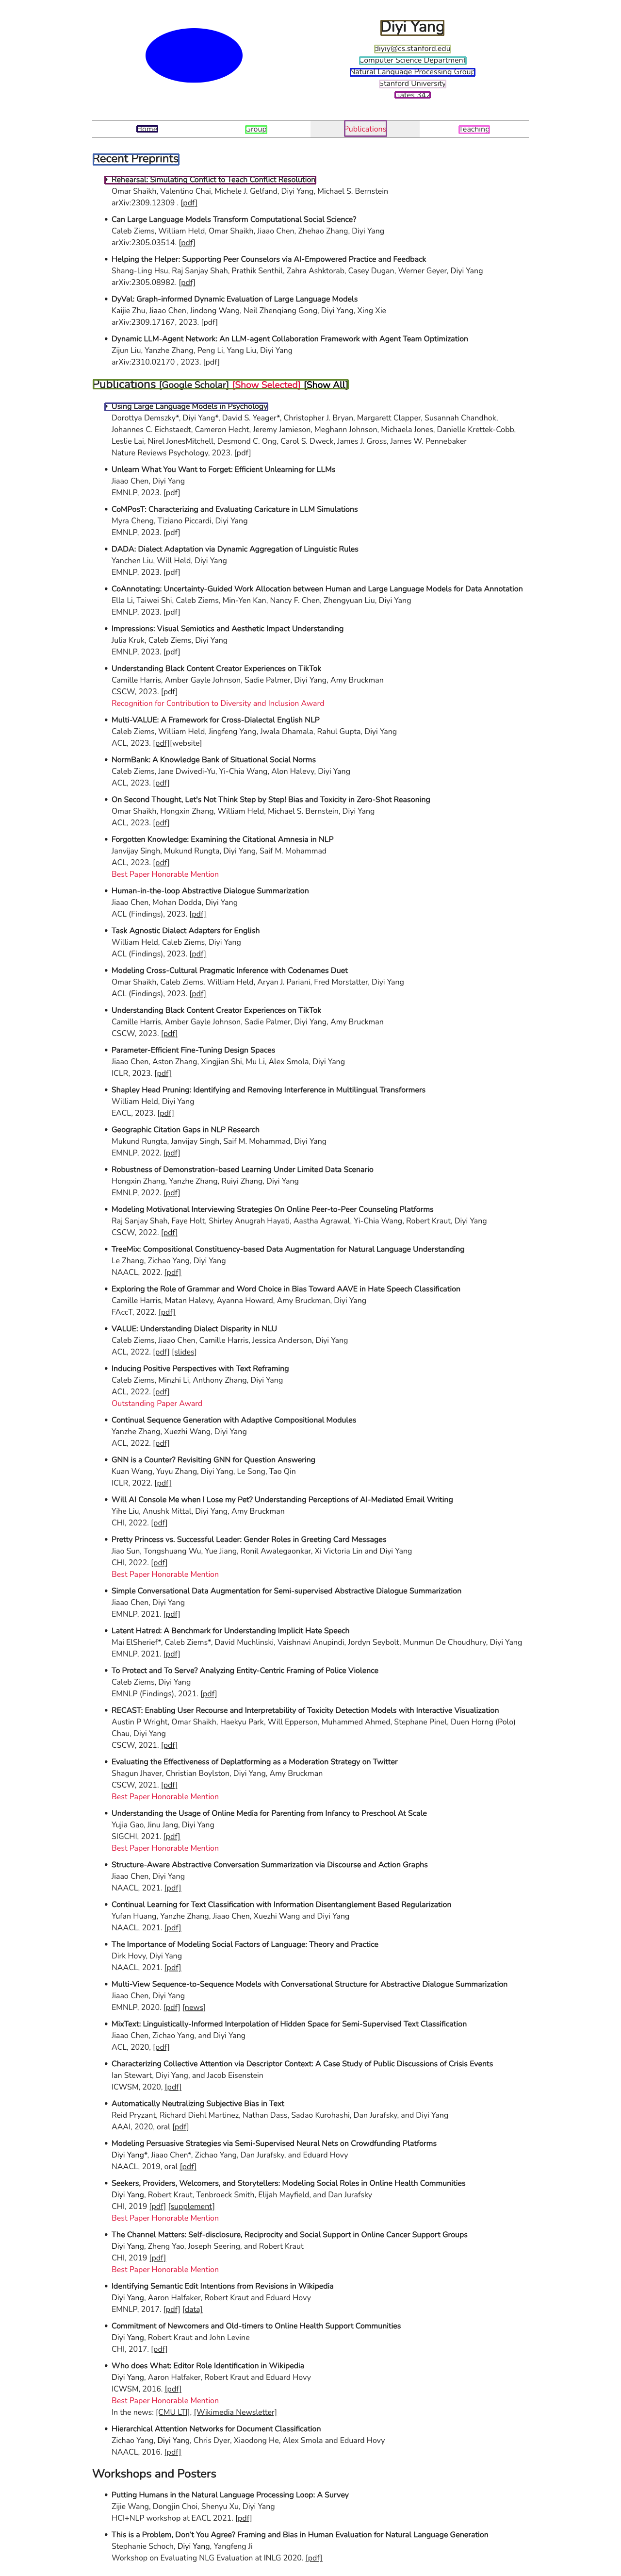 Diyi Yang
diyiy@cs.stanford.edu
Computer Science Department
Natural Language Processing Group
Stanford University
Gates 342
Home
Group
Publications
Teaching
Recent Preprints
• Rehearsal: Simulating Conflict to Teach Conflict Resolution
Omar Shaikh, Valentino Chai, Michele J. Gelfand, Diyi Yang, Michael S. Bernstein
arXiv:2309.12309 . [pdf]
• Can Large Language Models Transform Computational Social Science?
Caleb Ziems, William Held, Omar Shaikh, Jiaao Chen, Zhehao Zhang, Diyi Yang
arXiv:2305.03514. [pdf]
• Helping the Helper: Supporting Peer Counselors via AI-Empowered Practice and Feedback
Shang-Ling Hsu, Raj Sanjay Shah, Prathik Senthil, Zahra Ashktorab, Casey Dugan, Werner Geyer, Diyi Yang
arXiv:2305.08982. [pdf]
• DyVal: Graph-informed Dynamic Evaluation of Large Language Models
Kaijie Zhu, Jiaao Chen, Jindong Wang, Neil Zhenqiang Gong, Diyi Yang, Xing Xie
arXiv:2309.17167, 2023. [pdf]
• Dynamic LLM-Agent Network: An LLM-agent Collaboration Framework with Agent Team Optimization
Zijun Liu, Yanzhe Zhang, Peng Li, Yang Liu, Diyi Yang
arXiv:2310.02170 , 2023. [pdf]
Publications [Google Scholar] [Show Selected] [Show All]
• Using Large Language Models in Psychology
Dorottya Demszky*, Diyi Yang*, David S. Yeager*, Christopher J. Bryan, Margarett Clapper, Susannah Chandhok,
Johannes C. Eichstaedt, Cameron Hecht, Jeremy Jamieson, Meghann Johnson, Michaela Jones, Danielle Krettek-Cobb,
Leslie Lai, Nirel JonesMitchell, Desmond C. Ong, Carol S. Dweck, James J. Gross, James W. Pennebaker
Nature Reviews Psychology, 2023. [pdf]
• Unlearn What You Want to Forget: Efficient Unlearning for LLMs
Jiaao Chen, Diyi Yang
EMNLP, 2023. [pdf]
• CoMPosT: Characterizing and Evaluating Caricature in LLM Simulations
Myra Cheng, Tiziano Piccardi, Diyi Yang
EMNLP, 2023. [pdf]
• DADA: Dialect Adaptation via Dynamic Aggregation of Linguistic Rules
Yanchen Liu, Will Held, Diyi Yang
EMNLP, 2023. [pdf]
• CoAnnotating: Uncertainty-Guided Work Allocation between Human and Large Language Models for Data Annotation
Ella Li, Taiwei Shi, Caleb Ziems, Min-Yen Kan, Nancy F. Chen, Zhengyuan Liu, Diyi Yang
EMNLP, 2023. [pdf]
• Impressions: Visual Semiotics and Aesthetic Impact Understanding
Julia Kruk, Caleb Ziems, Diyi Yang
EMNLP, 2023. [pdf]
• Understanding Black Content Creator Experiences on TikTok
Camille Harris, Amber Gayle Johnson, Sadie Palmer, Diyi Yang, Amy Bruckman
CSCW, 2023. [pdf]
Recognition for Contribution to Diversity and Inclusion Award
• Multi-VALUE: A Framework for Cross-Dialectal English NLP
Caleb Ziems, William Held, Jingfeng Yang, Jwala Dhamala, Rahul Gupta, Diyi Yang
ACL, 2023. [pdf][website]
• NormBank: A Knowledge Bank of Situational Social Norms
Caleb Ziems, Jane Dwivedi-Yu, Yi-Chia Wang, Alon Halevy, Diyi Yang
ACL, 2023. [pdf]
• On Second Thought, Let's Not Think Step by Step! Bias and Toxicity in Zero-Shot Reasoning
Omar Shaikh, Hongxin Zhang, William Held, Michael S. Bernstein, Diyi Yang
ACL, 2023. [pdf]
• Forgotten Knowledge: Examining the Citational Amnesia in NLP
Janvijay Singh, Mukund Rungta, Diyi Yang, Saif M. Mohammad
ACL, 2023. [pdf]
Best Paper Honorable Mention
• Human-in-the-loop Abstractive Dialogue Summarization
Jiaao Chen, Mohan Dodda, Diyi Yang
ACL (Findings), 2023. [pdf]
• Task Agnostic Dialect Adapters for English
William Held, Caleb Ziems, Diyi Yang
ACL (Findings), 2023. [pdf]
• Modeling Cross-Cultural Pragmatic Inference with Codenames Duet
Omar Shaikh, Caleb Ziems, William Held, Aryan J. Pariani, Fred Morstatter, Diyi Yang
ACL (Findings), 2023. [pdf]
• Understanding Black Content Creator Experiences on TikTok
Camille Harris, Amber Gayle Johnson, Sadie Palmer, Diyi Yang, Amy Bruckman
CSCW, 2023. [pdf]
• Parameter-Efficient Fine-Tuning Design Spaces
Jiaao Chen, Aston Zhang, Xingjian Shi, Mu Li, Alex Smola, Diyi Yang
ICLR, 2023. [pdf]
• Shapley Head Pruning: Identifying and Removing Interference in Multilingual Transformers
William Held, Diyi Yang
EACL, 2023. [pdf]
• Geographic Citation Gaps in NLP Research
Mukund Rungta, Janvijay Singh, Saif M. Mohammad, Diyi Yang
EMNLP, 2022. [pdf]
• Robustness of Demonstration-based Learning Under Limited Data Scenario
Hongxin Zhang, Yanzhe Zhang, Ruiyi Zhang, Diyi Yang
EMNLP, 2022. [pdf]
• Modeling Motivational Interviewing Strategies On Online Peer-to-Peer Counseling Platforms
Raj Sanjay Shah, Faye Holt, Shirley Anugrah Hayati, Aastha Agrawal, Yi-Chia Wang, Robert Kraut, Diyi Yang
CSCW, 2022. [pdf]
• TreeMix: Compositional Constituency-based Data Augmentation for Natural Language Understanding
Le Zhang, Zichao Yang, Diyi Yang
NAACL, 2022. [pdf]
• Exploring the Role of Grammar and Word Choice in Bias Toward AAVE in Hate Speech Classification
Camille Harris, Matan Halevy, Ayanna Howard, Amy Bruckman, Diyi Yang
FAccT, 2022. [pdf]
• VALUE: Understanding Dialect Disparity in NLU
Caleb Ziems, Jiaao Chen, Camille Harris, Jessica Anderson, Diyi Yang
ACL, 2022. [pdf] [slides]
• Inducing Positive Perspectives with Text Reframing
Caleb Ziems, Minzhi Li, Anthony Zhang, Diyi Yang
ACL, 2022. [pdf]
Outstanding Paper Award
• Continual Sequence Generation with Adaptive Compositional Modules
Yanzhe Zhang, Xuezhi Wang, Diyi Yang
ACL, 2022. [pdf]
• GNN is a Counter? Revisiting GNN for Question Answering
Kuan Wang, Yuyu Zhang, Diyi Yang, Le Song, Tao Qin
ICLR, 2022. [pdf]
• Will AI Console Me when I Lose my Pet? Understanding Perceptions of AI-Mediated Email Writing
Yihe Liu, Anushk Mittal, Diyi Yang, Amy Bruckman
CHI, 2022. [pdf]
• Pretty Princess vs. Successful Leader: Gender Roles in Greeting Card Messages
Jiao Sun, Tongshuang Wu, Yue Jiang, Ronil Awalegaonkar, Xi Victoria Lin and Diyi Yang
CHI, 2022. [pdf]
Best Paper Honorable Mention
• Simple Conversational Data Augmentation for Semi-supervised Abstractive Dialogue Summarization
Jiaao Chen, Diyi Yang
EMNLP, 2021. [pdf]
• Latent Hatred: A Benchmark for Understanding Implicit Hate Speech
Mai ElSherief*, Caleb Ziems*, David Muchlinski, Vaishnavi Anupindi, Jordyn Seybolt, Munmun De Choudhury, Diyi Yang
EMNLP, 2021. [pdf]
• To Protect and To Serve? Analyzing Entity-Centric Framing of Police Violence
Caleb Ziems, Diyi Yang
EMNLP (Findings), 2021. [pdf]
• RECAST: Enabling User Recourse and Interpretability of Toxicity Detection Models with Interactive Visualization
Austin P Wright, Omar Shaikh, Haekyu Park, Will Epperson, Muhammed Ahmed, Stephane Pinel, Duen Horng (Polo)
Chau, Diyi Yang
CSCW, 2021. [pdf]
• Evaluating the Effectiveness of Deplatforming as a Moderation Strategy on Twitter
Shagun Jhaver, Christian Boylston, Diyi Yang, Amy Bruckman
CSCW, 2021. [pdf]
Best Paper Honorable Mention
• Understanding the Usage of Online Media for Parenting from Infancy to Preschool At Scale
Yujia Gao, Jinu Jang, Diyi Yang
SIGCHI, 2021. [pdf]
Best Paper Honorable Mention
• Structure-Aware Abstractive Conversation Summarization via Discourse and Action Graphs
Jiaao Chen, Diyi Yang
NAACL, 2021. [pdf]
• Continual Learning for Text Classification with Information Disentanglement Based Regularization
Yufan Huang, Yanzhe Zhang, Jiaao Chen, Xuezhi Wang and Diyi Yang
NAACL, 2021. [pdf]
• The Importance of Modeling Social Factors of Language: Theory and Practice
Dirk Hovy, Diyi Yang
NAACL, 2021. [pdf]
• Multi-View Sequence-to-Sequence Models with Conversational Structure for Abstractive Dialogue Summarization
Jiaao Chen, Diyi Yang
EMNLP, 2020. [pdf] [news]
• MixText: Linguistically-Informed Interpolation of Hidden Space for Semi-Supervised Text Classification
Jiaao Chen, Zichao Yang, and Diyi Yang
ACL, 2020, [pdf]
• Characterizing Collective Attention via Descriptor Context: A Case Study of Public Discussions of Crisis Events
Ian Stewart, Diyi Yang, and Jacob Eisenstein
ICWSM, 2020, [pdf]
• Automatically Neutralizing Subjective Bias in Text
Reid Pryzant, Richard Diehl Martinez, Nathan Dass, Sadao Kurohashi, Dan Jurafsky, and Diyi Yang
AAAI, 2020, oral [pdf]
• Modeling Persuasive Strategies via Semi-Supervised Neural Nets on Crowdfunding Platforms
Diyi Yang*, Jiaao Chen*, Zichao Yang, Dan Jurafsky, and Eduard Hovy
NAACL, 2019, oral [pdf]
• Seekers, Providers, Welcomers, and Storytellers: Modeling Social Roles in Online Health Communities
Diyi Yang, Robert Kraut, Tenbroeck Smith, Elijah Mayfield, and Dan Jurafsky
CHI, 2019 [pdf] [supplement]
Best Paper Honorable Mention
• The Channel Matters: Self-disclosure, Reciprocity and Social Support in Online Cancer Support Groups
Diyi Yang, Zheng Yao, Joseph Seering, and Robert Kraut
CHI, 2019 [pdf]
Best Paper Honorable Mention
• Identifying Semantic Edit Intentions from Revisions in Wikipedia
Diyi Yang, Aaron Halfaker, Robert Kraut and Eduard Hovy
EMNLP, 2017. [pdf] [data]
• Commitment of Newcomers and Old-timers to Online Health Support Communities
Diyi Yang, Robert Kraut and John Levine
CHI, 2017. [pdf]
• Who does What: Editor Role Identification in Wikipedia
Diyi Yang, Aaron Halfaker, Robert Kraut and Eduard Hovy
ICWSM, 2016. [pdf]
Best Paper Honorable Mention
In the news: [CMU LTI], [Wikimedia Newsletter]
• Hierarchical Attention Networks for Document Classification
Zichao Yang, Diyi Yang, Chris Dyer, Xiaodong He, Alex Smola and Eduard Hovy
NAACL, 2016. [pdf]
Workshops and Posters
• Putting Humans in the Natural Language Processing Loop: A Survey
Zijie Wang, Dongjin Choi, Shenyu Xu, Diyi Yang
HCI+NLP workshop at EACL 2021. [pdf]
• This is a Problem, Don't You Agree? Framing and Bias in Human Evaluation for Natural Language Generation
Stephanie Schoch, Diyi Yang, Yangfeng Ji
Workshop on Evaluating NLG Evaluation at INLG 2020. [pdf]